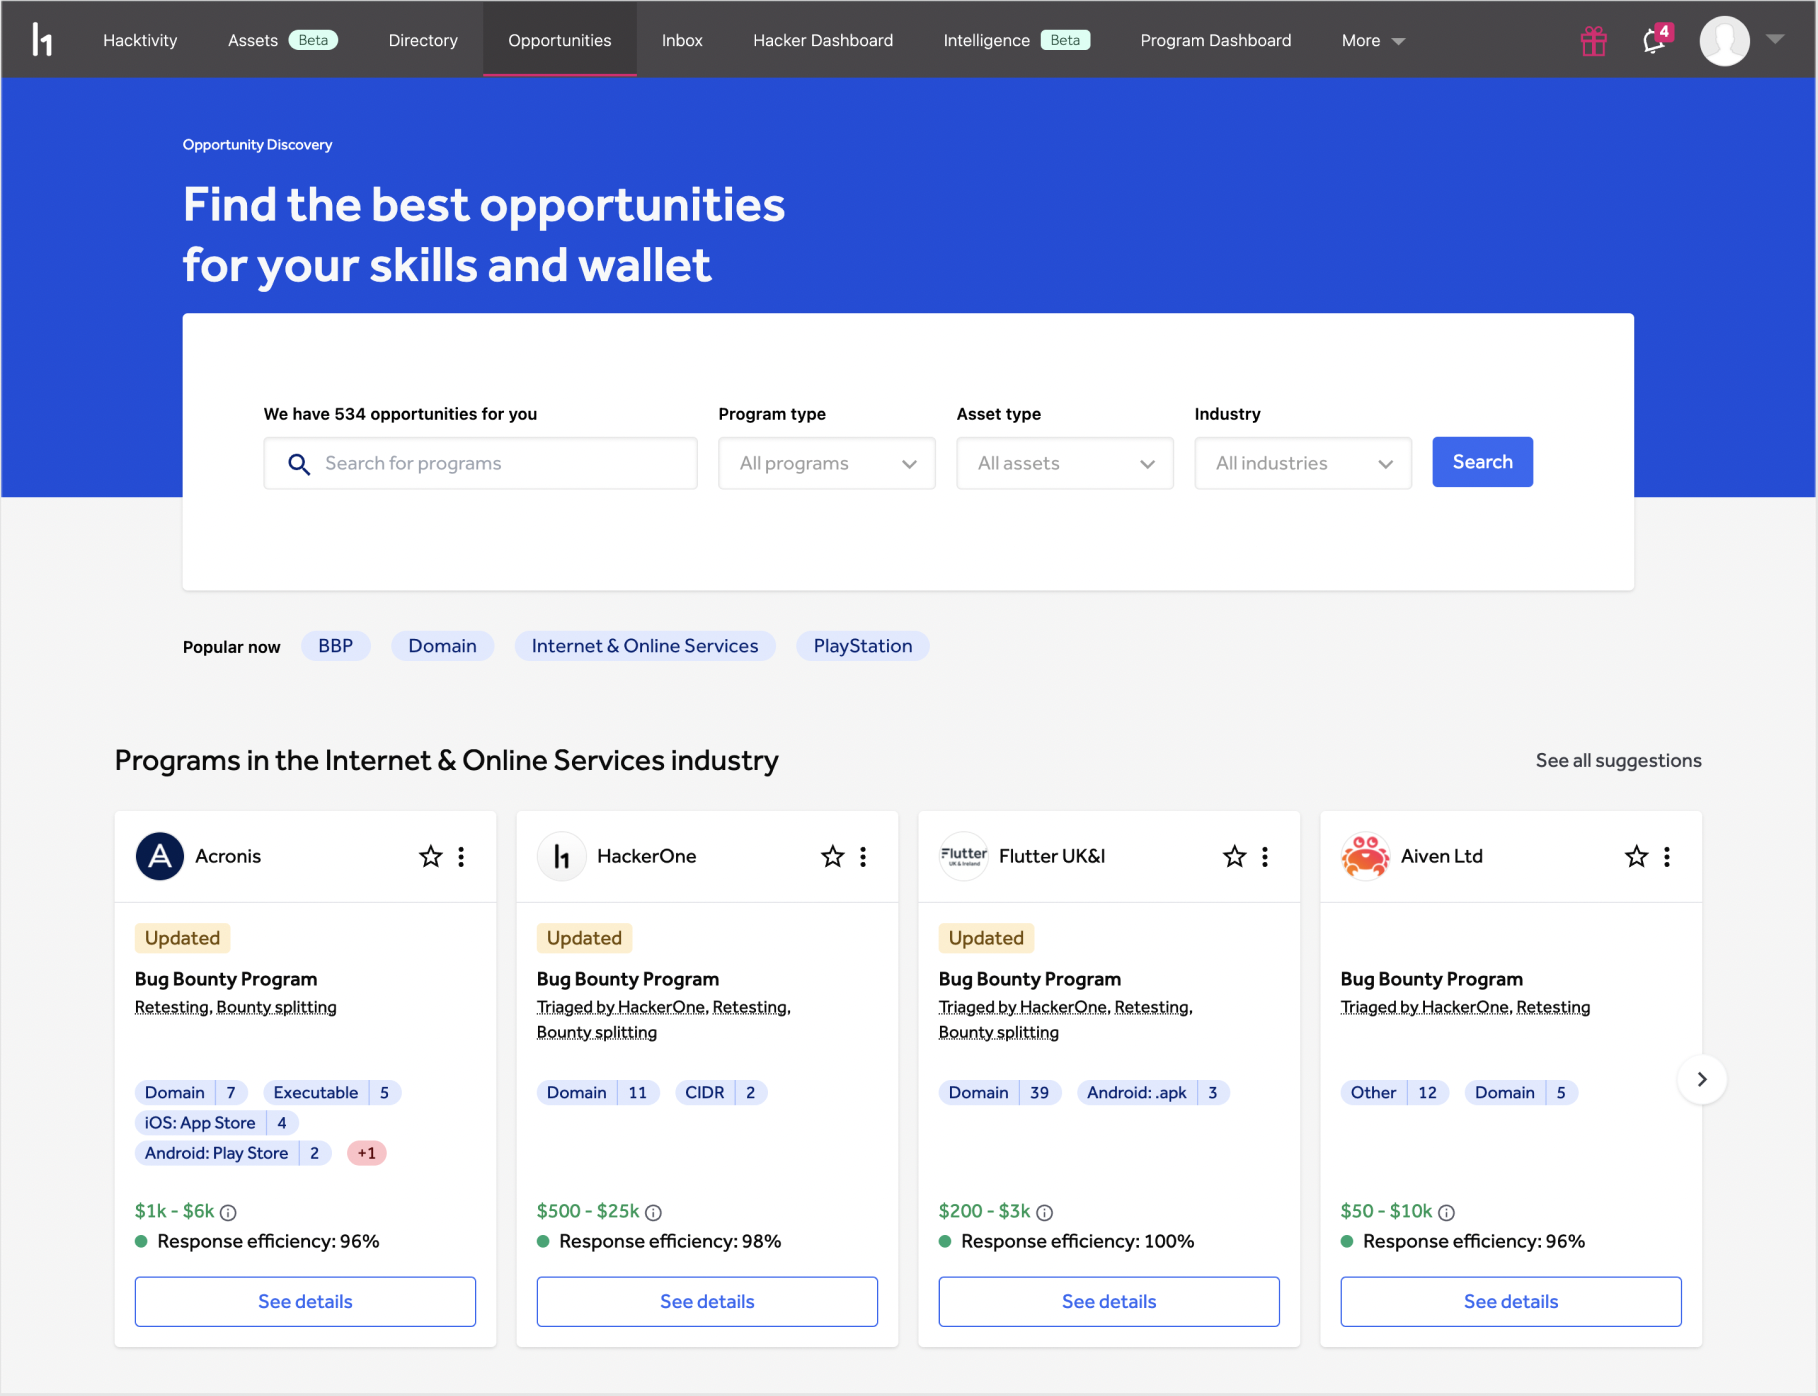 Hacktivity
Assets Beta
Directory
Opportunities
Inbox
Hacker Dashboard
Intelligence Beta
Program Dashboard
More
4
Opportunity Discovery
Find the best opportunities
for your skills and wallet
We have 534 opportunities for you
Search for programs
Program type
All programs
Asset type
All assets
Industry
All industries
Search
Popular now
BBP
Domain
Internet & Online Services
PlayStation
Programs in the Internet & Online Services industry
See all suggestions
Acronis
Updated
Bug Bounty Program
Retesting, Bounty splitting
Domain 7
Executable 5
iOS: App Store 4
Android: Play Store 2
+1
$1k - $6k
Response efficiency: 96%
See details
HackerOne
Updated
Bug Bounty Program
Triaged by HackerOne, Retesting,
Bounty splitting
Domain 11
CIDR 2
$500 - $25k
Response efficiency: 98%
See details
Flutter
UK & Ireland
Flutter UK&I
Updated
Bug Bounty Program
Triaged by HackerOne, Retesting,
Bounty splitting
Domain 39
Android: .apk 3
$200 - $3k
Response efficiency: 100%
See details
Aiven Ltd
Bug Bounty Program
Triaged by HackerOne, Retesting
Other 12
Domain 5
$50 - $10k
Response efficiency: 96%
See details